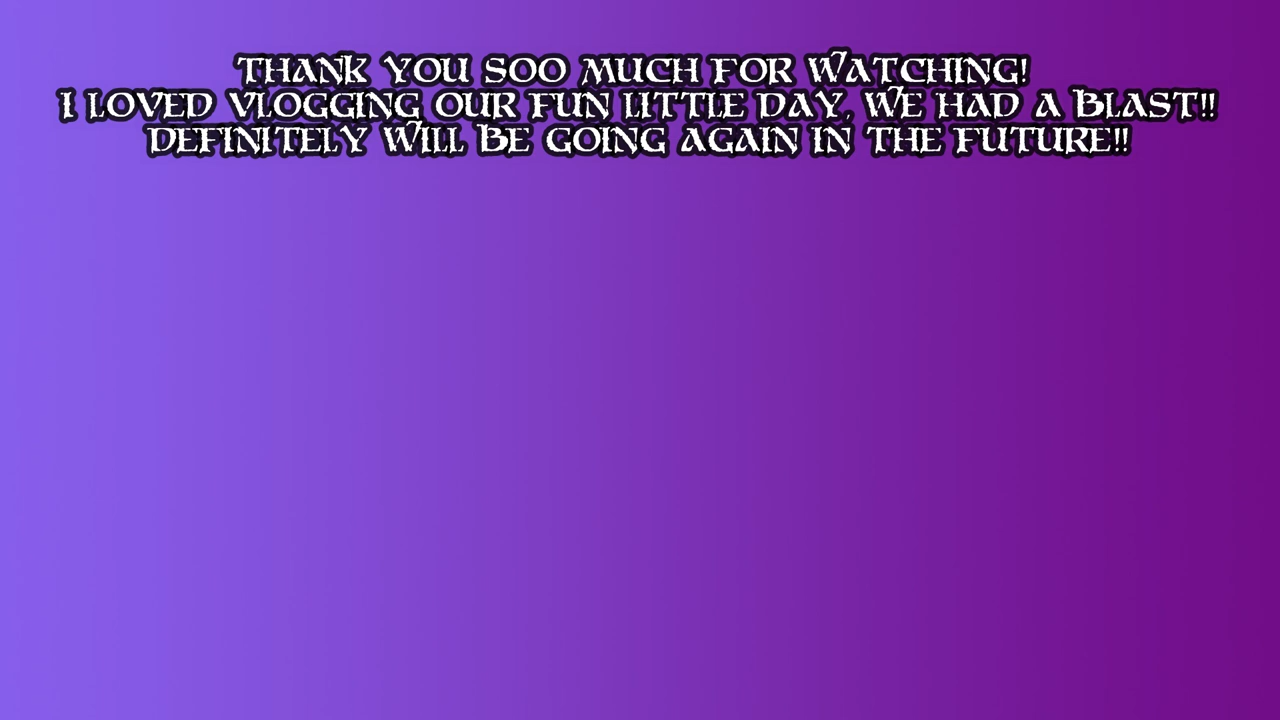 THANK YOU SOO MUCH FOR WATCHING!
I LOVED VLOGGING OUR FUN LITTLE DAY, WE HAD A BLAST!!
DEFINITELY WILL BE GOING AGAIN IN THE FUTURE!!